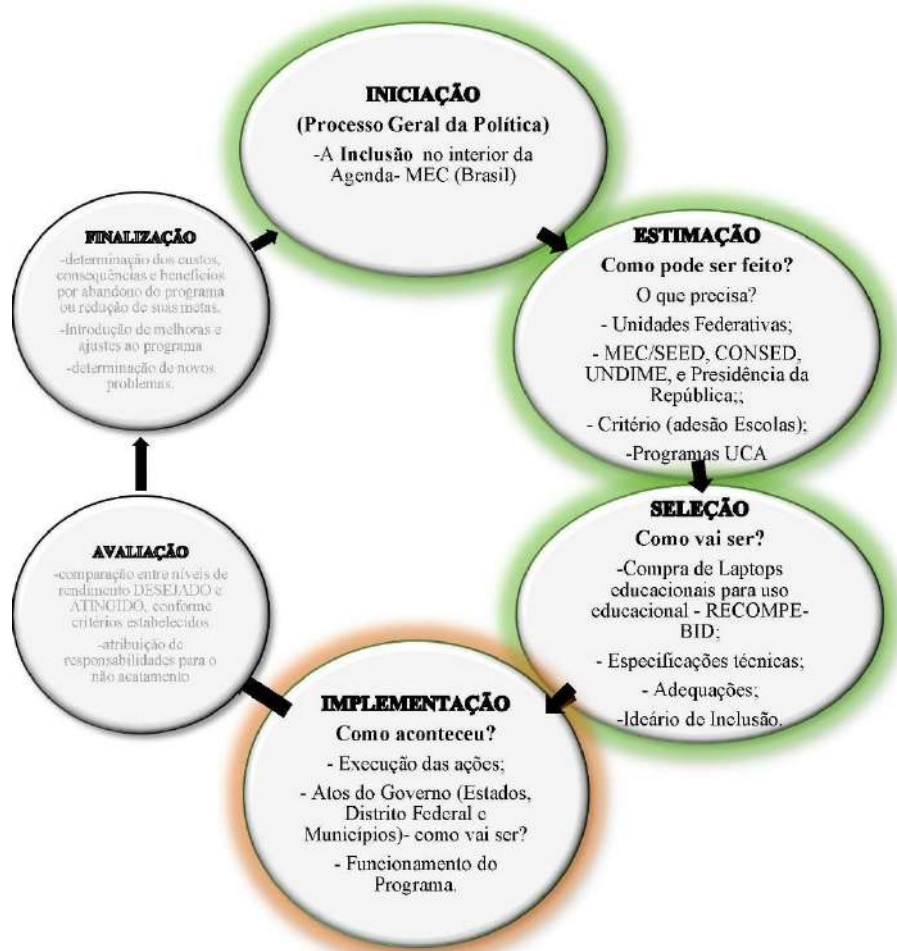 INICIAÇÃO
(Processo Geral da Política)
-A Inclusão no interior da
Agenda- MEC (Brasil)
ESTIMAÇÃO
Como pode ser feito?
O que precisa?
- Unidades Federativas;
- MEC/SEED, CONSED,
UNDIME, e Presidência da
República;;
- Critério (adesão Escolas);
-Programas UCA
SELEÇÃO
Como vai ser?
-Compra de Laptops
educacionais para uso
educacional - RECOMPE-
BID;
- Especificações técnicas;
- Adequações;
- Ideário de Inclusão.
IMPLEMENTAÇÃO
Como aconteceu?
- Execução das ações;
- Atos do Governo (Estados,
Distrito Federal e
Municípios)- como vai ser?
- Funcionamento do
Programa.
AVALIAÇÃO
-comparação entre níveis de
rendimento DESEJADO e
ATINGIDO, conforme
critérios estabelecidos
-atribuição de
responsabilidades para o
não acatamento
FINALIZAÇÃO
-determinação dos custos,
consequências e benefícios
por abandono do programa
ou redução de suas metas.
-Introdução de melhoras e
ajustes ao programa
-determinação de novos
problemas.